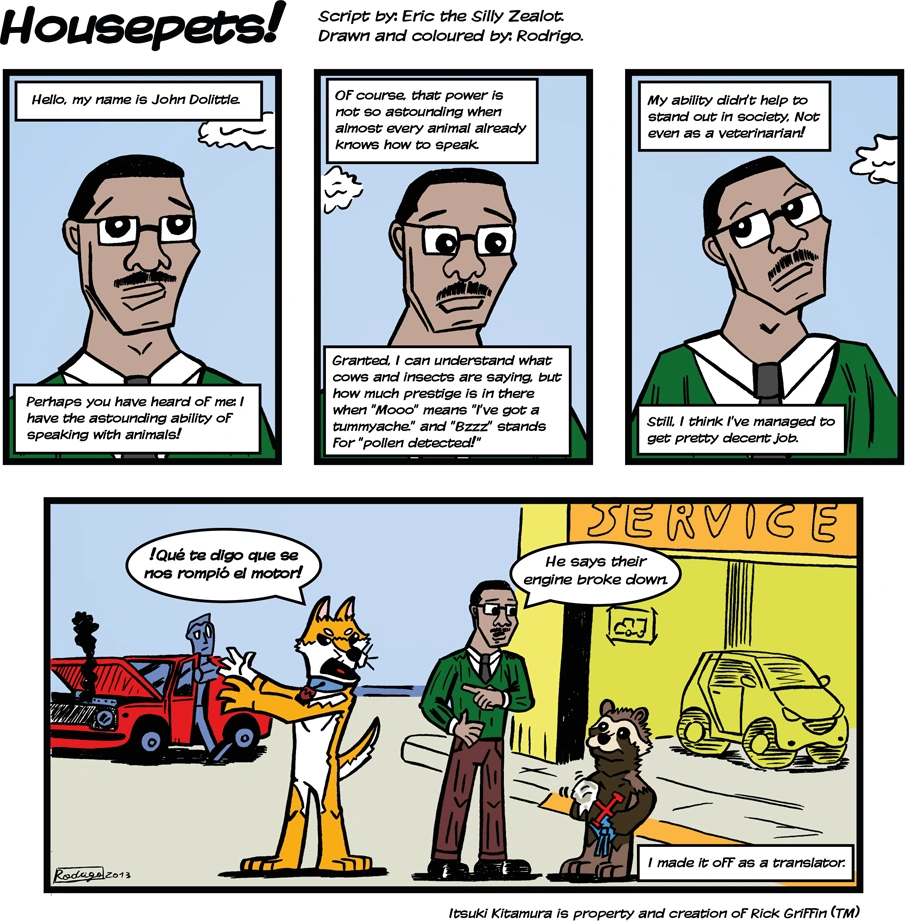 Housepets!
Script by: Eric the Silly Zealot.
Drawn and coloured by: Rodrigo.
Hello, my name is John Dolittle.
Perhaps you have heard of me: I
have the astounding ability of
speaking with animals!
Of course, that power is
not so astounding when
almost every animal already
knows how to speak.
Granted, I can understand what
cows and insects are saying, but
how much prestige is in there
when "Mooo" means "I've got a
tummyache." and "Bzzz" stands
for "pollen detected!"
My ability didn't help to
stand out in society, Not
even as a veterinarian!
Still, I think I've managed to
get pretty decent job.
SERVICE
!Qué te digo que se
nos rompió el motor!
He says their
engine broke down.
I made it off as a translator.
Rodrigo 2013
Itsuki Kitamura is property and creation of Rick Griffin (TM)